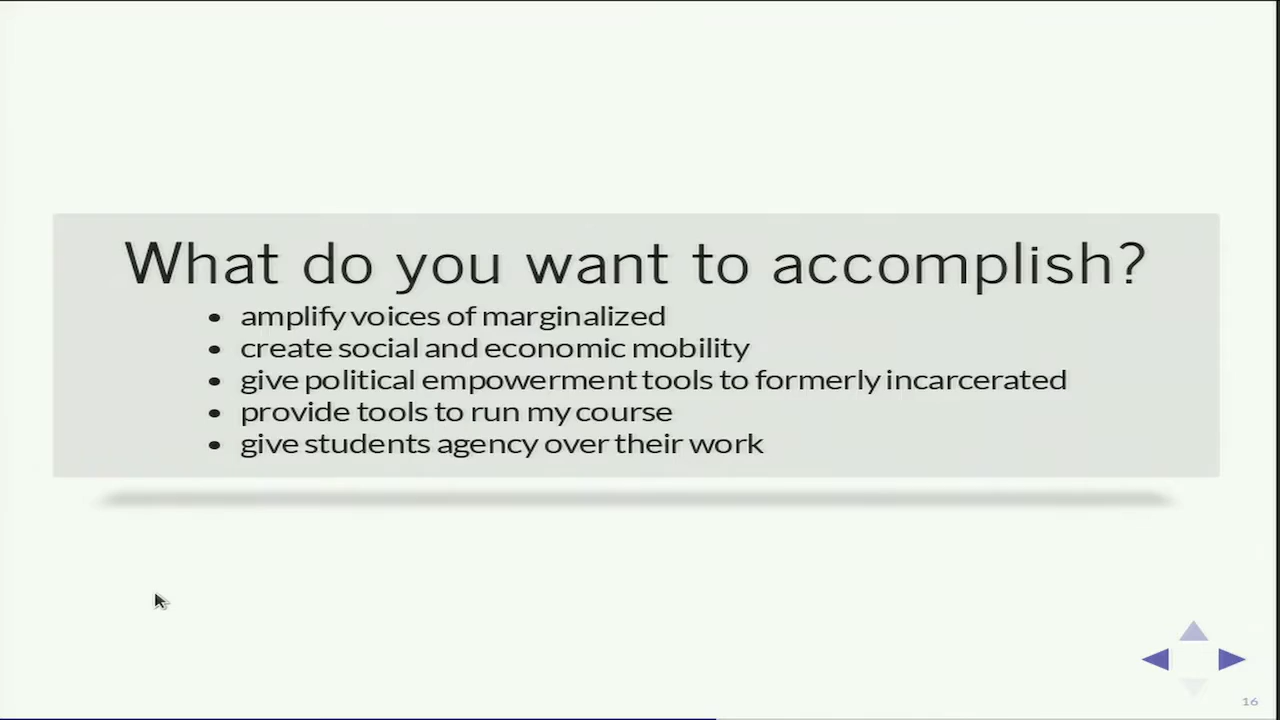 What do you want to accomplish?
amplify voices of marginalized
create social and economic mobility
give political empowerment tools to formerly incarcerated
provide tools to run my course
give students agency over their work
16